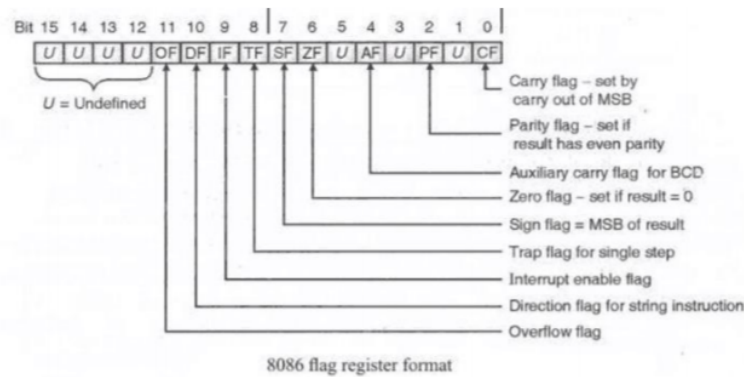 Bit 15 14 13 12 11 10 9 8 7 6 5 4 3 2 1 0
U U U U OF DF IF TF SF ZF U AF U PF U CF
U = Undefined
Carry flag – set by
carry out of MSB
Parity flag – set if
result has even parity
Auxiliary carry flag for BCD
Zero flag – set if result = 0
Sign flag = MSB of result
Trap flag for single step
Interrupt enable flag
Direction flag for string instruction
Overflow flag
8086 flag register format